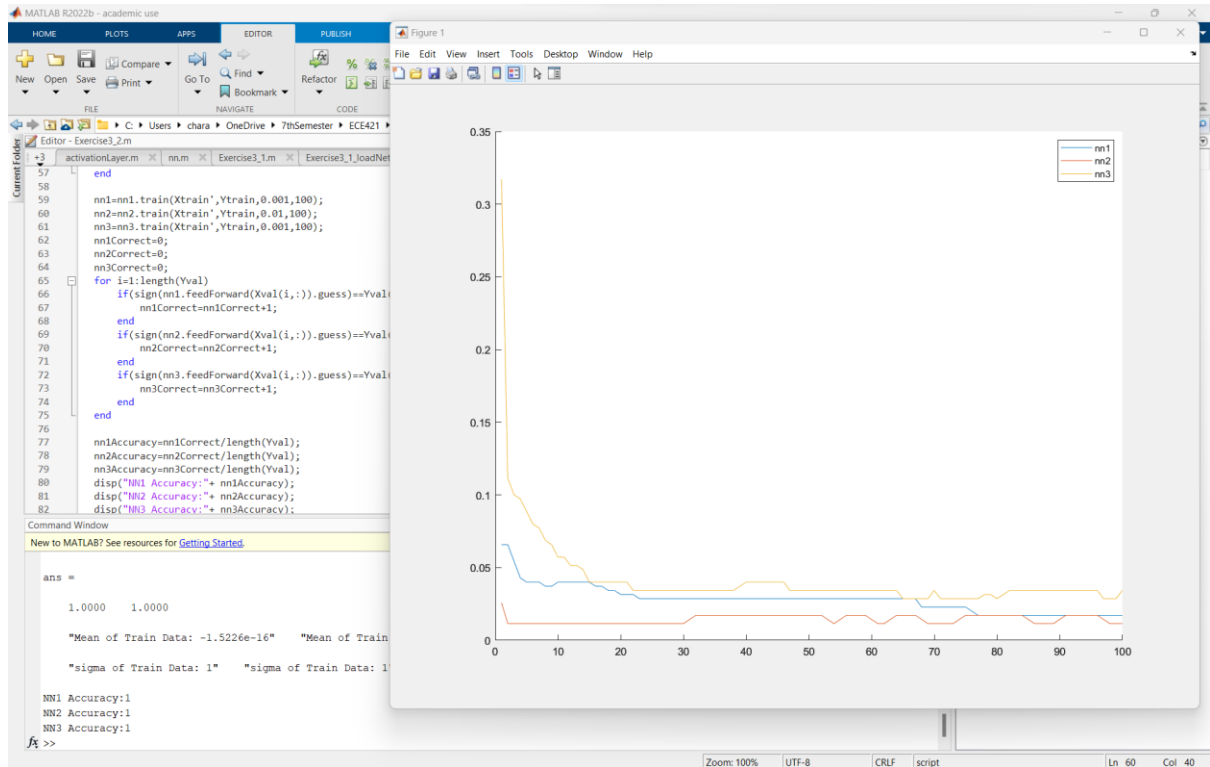 MATLAB R2022b - academic use
HOME PLOTS APPS EDITOR PUBLISH
New Open Save Compare Print Go To Find Bookmark Refactor
FILE NAVIGATE CODE
C: Users chara OneDrive 7thSemester ECE421
Current Folder
Editor - Exercise3_2.m
+3 activationLayer.m nn.m Exercise3_1.m Exercise3_1_loadNet
57 end
58
59 nn1=nn1.train(Xtrain',Ytrain,0.001,100);
60 nn2=nn2.train(Xtrain',Ytrain,0.01,100);
61 nn3=nn3.train(Xtrain',Ytrain,0.001,100);
62 nn1Correct=0;
63 nn2Correct=0;
64 nn3Correct=0;
65 for i=1:length(Yval)
66 if(sign(nn1.feedForward(Xval(i,:)).guess)==Yval(
67 nn1Correct=nn1Correct+1;
68 end
69 if(sign(nn2.feedForward(Xval(i,:)).guess)==Yval(
70 nn2Correct=nn2Correct+1;
71 end
72 if(sign(nn3.feedForward(Xval(i,:)).guess)==Yval(
73 nn3Correct=nn3Correct+1;
74 end
75 end
76
77 nn1Accuracy=nn1Correct/length(Yval);
78 nn2Accuracy=nn2Correct/length(Yval);
79 nn3Accuracy=nn3Correct/length(Yval);
80 disp("NN1 Accuracy:"+ nn1Accuracy);
81 disp("NN2 Accuracy:"+ nn2Accuracy);
82 disp("NN3 Accuracy:"+ nn3Accuracy);
Command Window
New to MATLAB? See resources for Getting Started.
ans =
1.0000 1.0000
"Mean of Train Data: -1.5226e-16" "Mean of Train
"sigma of Train Data: 1" "sigma of Train Data: 1
NN1 Accuracy:1
NN2 Accuracy:1
NN3 Accuracy:1
fx >>
Figure 1
File Edit View Insert Tools Desktop Window Help
0.35
0.3
0.25
0.2
0.15
0.1
0.05
0
0 10 20 30 40 50 60 70 80 90 100
nn1
nn2
nn3
Zoom: 100% UTF-8 CRLF script Ln 60 Col 40